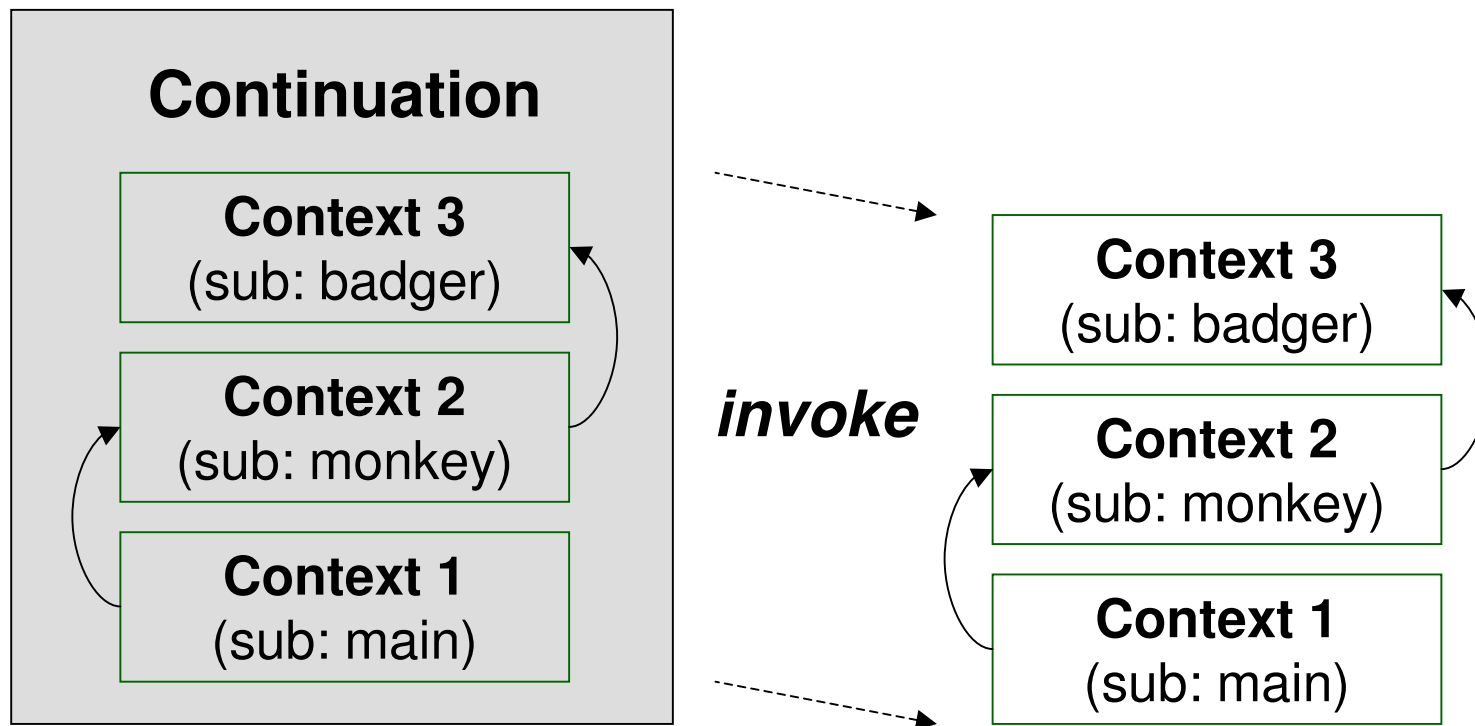 Continuation
Context 3
(sub: badger)
Context 2
(sub: monkey)
Context 1
(sub: main)
invoke
Context 3
(sub: badger)
Context 2
(sub: monkey)
Context 1
(sub: main)